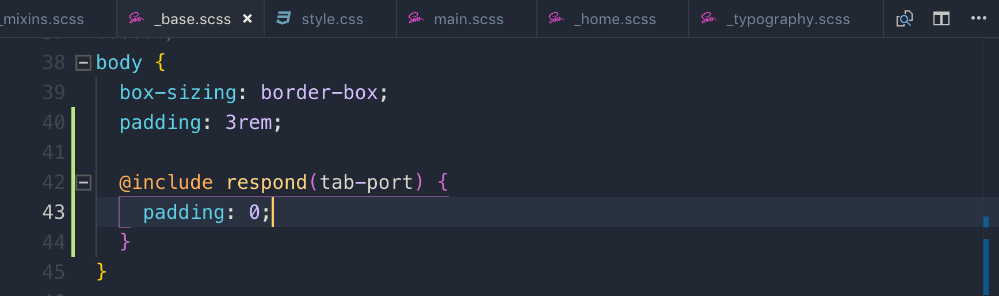 _mixins.scss
_base.scss ×
style.css
main.scss
_home.scss
_typography.scss
38 body {
39 box-sizing: border-box;
40 padding: 3rem;
41
42 @include respond(tab-port) {
43 padding: 0;
44 }
45 }